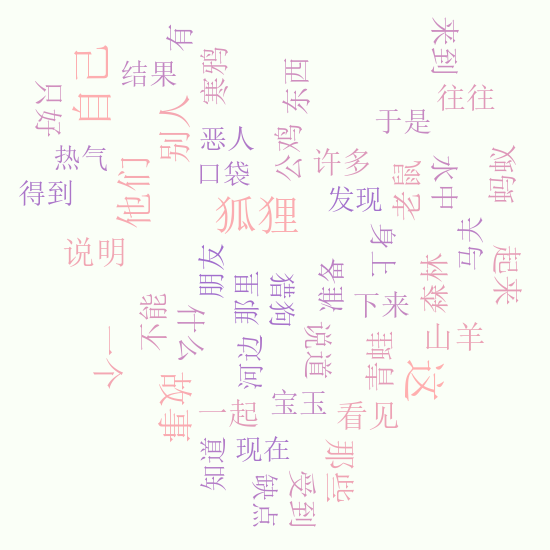 有
来到
自己
结果
寒鸦
东西
只好
别人
往往
于是
恶人
公鸡
热气
口袋
许多
老鼠
水中
蚂蚁
得到
他们
发现
狐狸
说明
身上
马夫
朋友
那里
猎狗
准备
森林
起来
不能
什么
下来
一个
河边
说道
青蛙
山羊
故事
一起
宝玉
看见
这
知道
现在
那些
缺点
受到